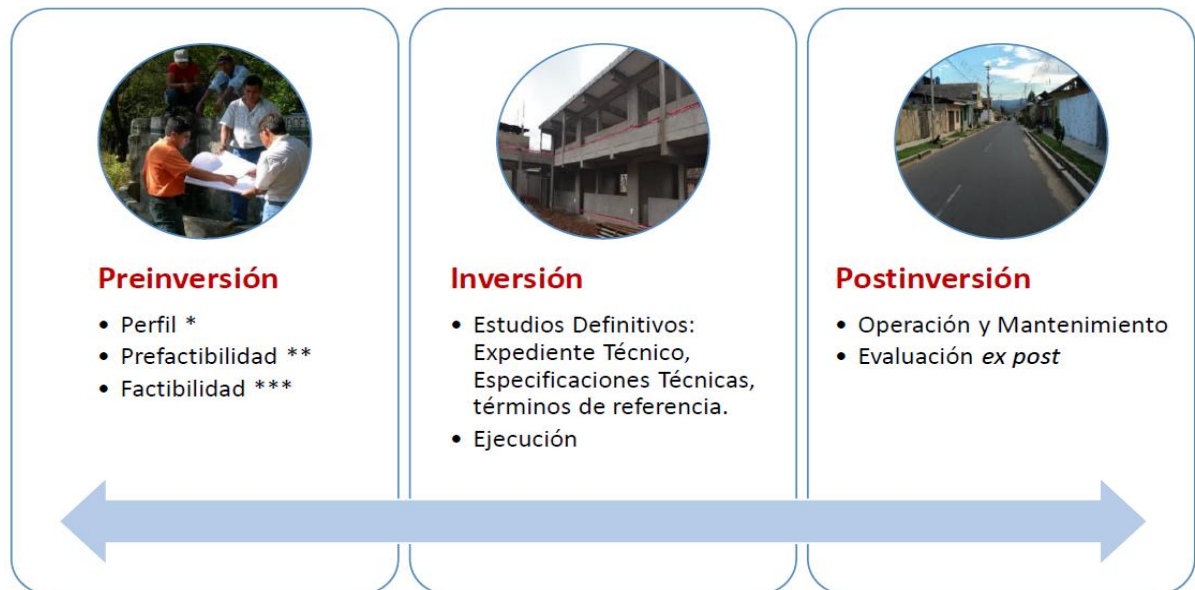 Preinversión
• Perfil *
• Prefactibilidad **
• Factibilidad ***
Inversión
• Estudios Definitivos:
Expediente Técnico,
Especificaciones Técnicas,
términos de referencia.
• Ejecución
Postinversión
• Operación y Mantenimiento
• Evaluación ex post